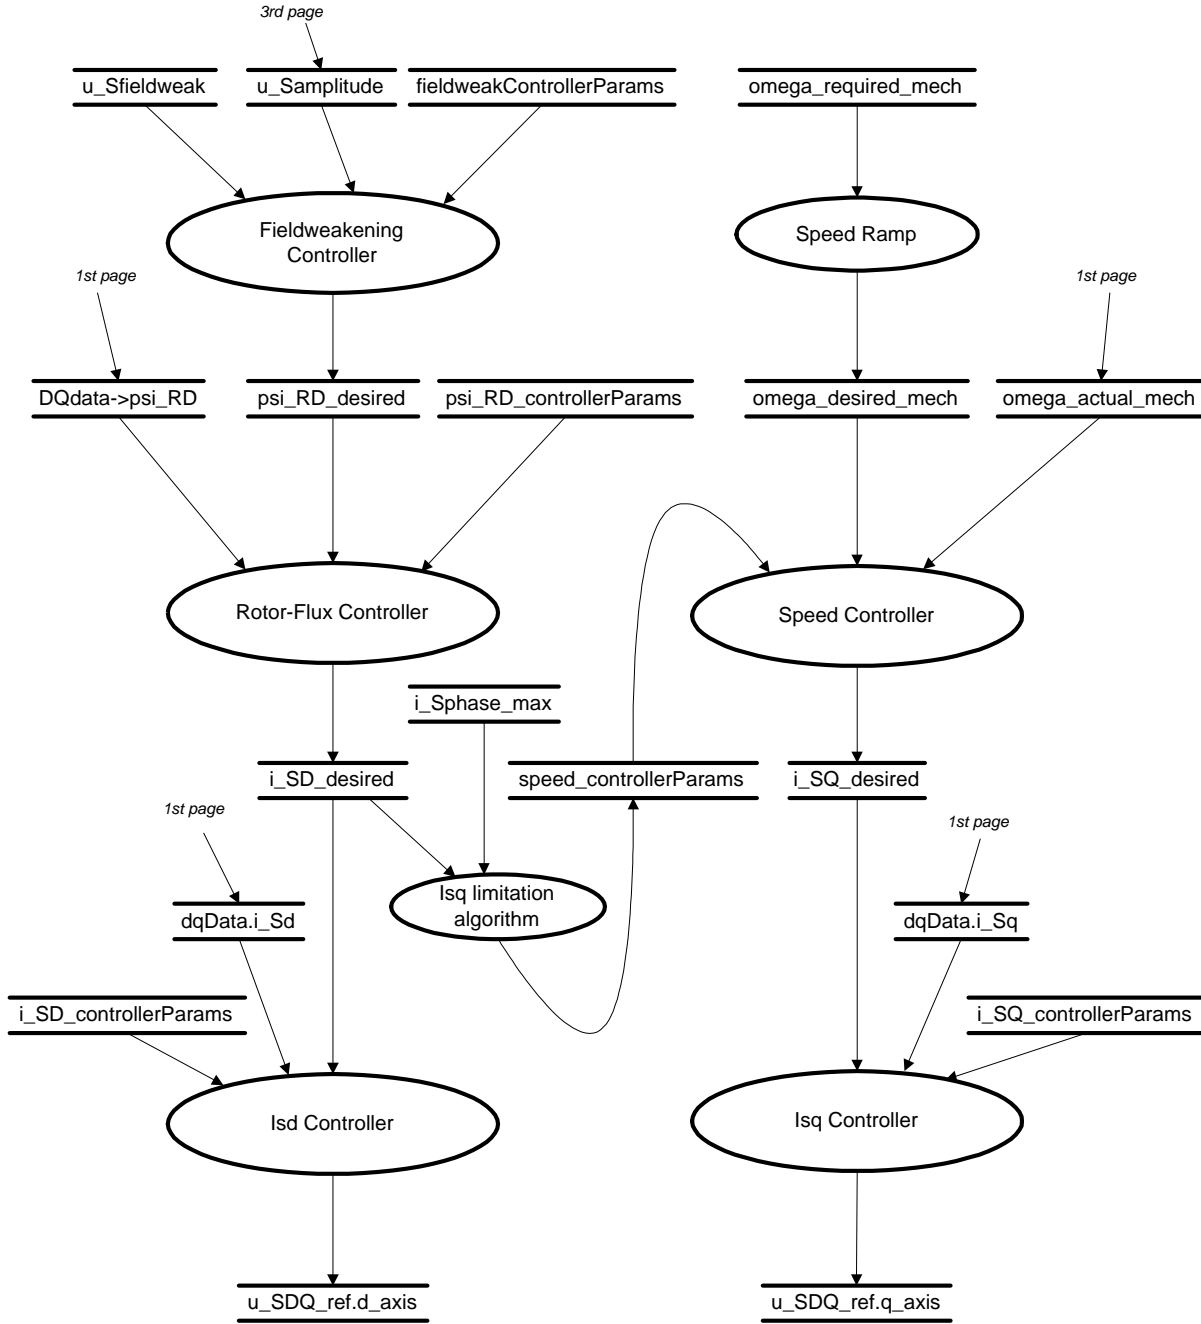 3rd page
u_Sfieldweak
u_Samplitude
fieldweakControllerParams
omega_required_mech
Fieldweakening
Controller
Speed Ramp
1st page
1st page
DQdata->psi_RD
psi_RD_desired
psi_RD_controllerParams
omega_desired_mech
omega_actual_mech
Rotor-Flux Controller
Speed Controller
i_Sphase_max
i_SD_desired
speed_controllerParams
i_SQ_desired
1st page
1st page
Isq limitation
algorithm
dqData.i_Sd
dqData.i_Sq
i_SD_controllerParams
i_SQ_controllerParams
Isd Controller
Isq Controller
u_SDQ_ref.d_axis
u_SDQ_ref.q_axis